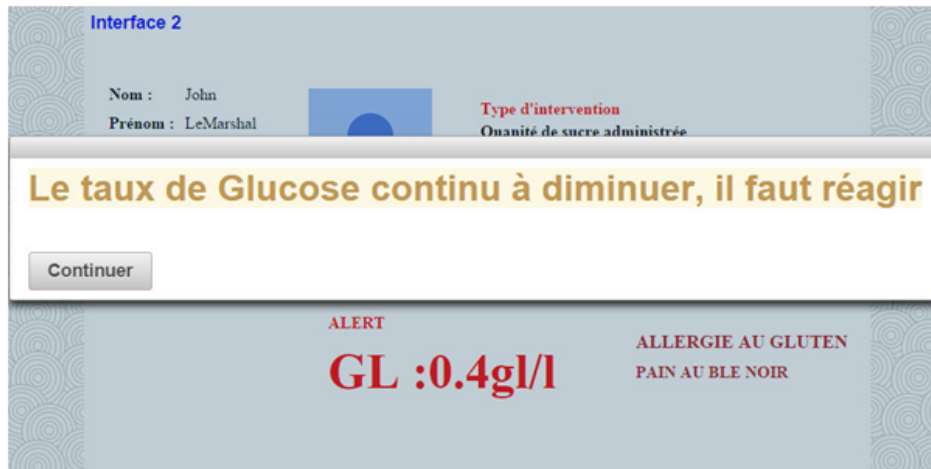 Interface 2
Nom : John
Type d'intervention
Prénom : LeMarshal
Quanité de sucre administrée
Le taux de Glucose continu à diminuer, il faut réagir
Continuer
ALERT
ALLERGIE AU GLUTEN
GL :0.4gl/l
PAIN AU BLE NOIR